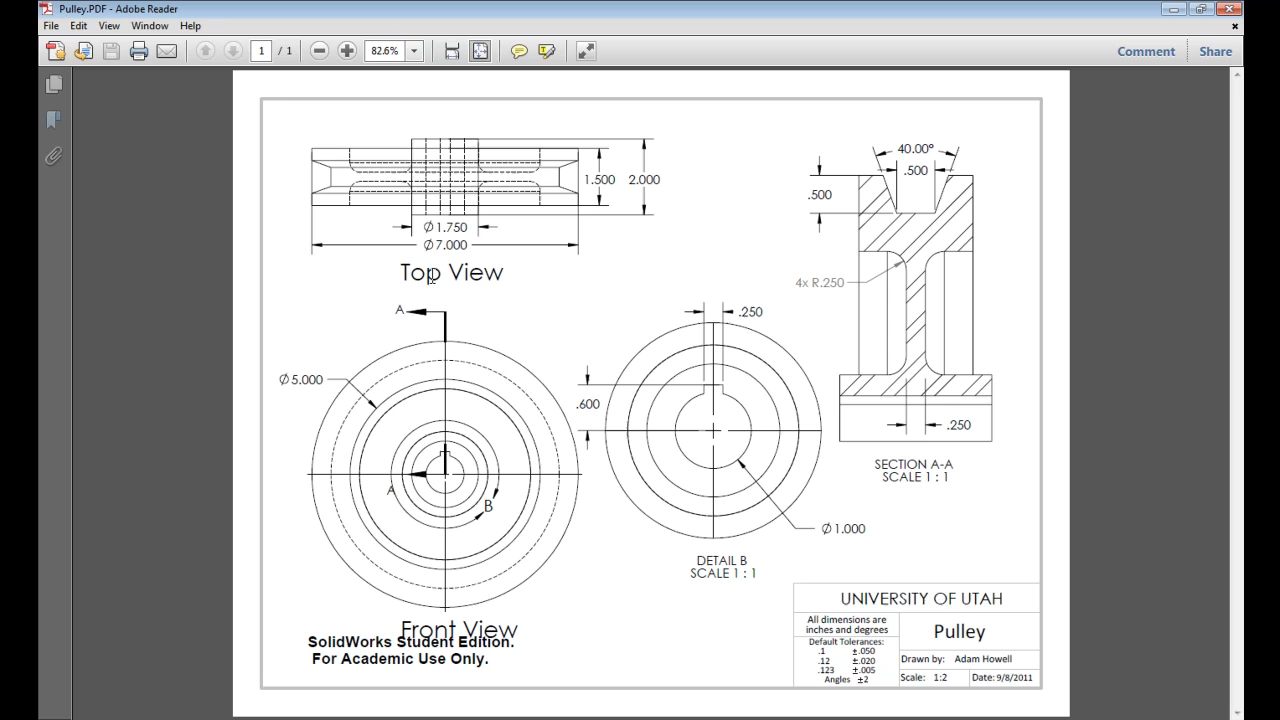 Pulley.PDF - Adobe Reader
File Edit View Window Help
1 / 1 82.6% Comment Share
40.00°
.500
1.500 2.000 .500
Ø 1.750
Ø 7.000
Top View
4x R.250
A
.250
Ø 5.000
.600
.250
A
B
SECTION A-A
SCALE 1 : 1
Ø 1.000
DETAIL B
SCALE 1 : 1
UNIVERSITY OF UTAH
All dimensions are
inches and degrees
Default Tolerances:
.1 ±.050
.12 ±.020
.123 ±.005
Angles ±2
Pulley
Drawn by: Adam Howell
Scale: 1:2 Date: 9/8/2011
Front View
SolidWorks Student Edition.
For Academic Use Only.